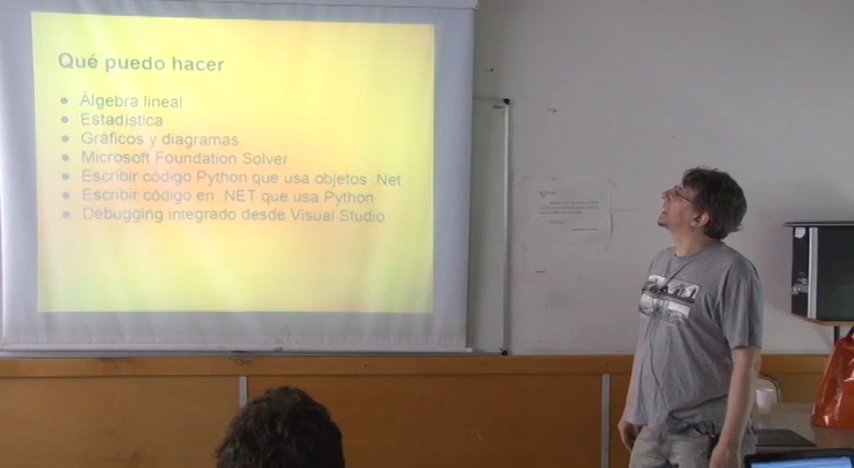 Qué puedo hacer
● Álgebra lineal
● Estadística
● Gráficos y diagramas
● Microsoft Foundation Solver
● Escribir código Python que usa objetos .Net
● Escribir código en .NET que usa Python
● Debugging integrado desde Visual Studio